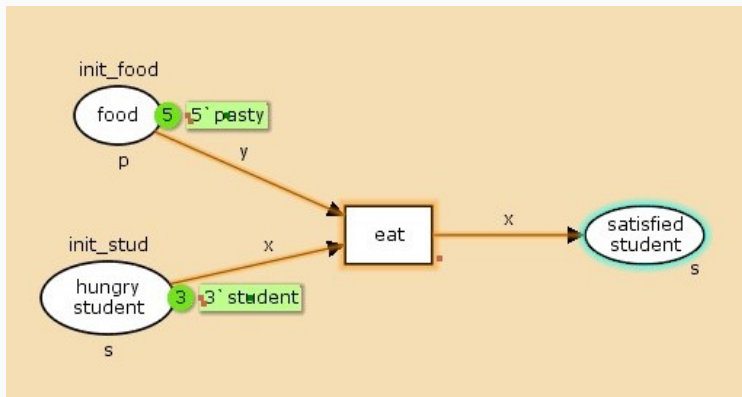 init_food
food
5
5`pasty
p
y
init_stud
x
hungry
student
3
3`student
s
eat
x
satisfied
student
s